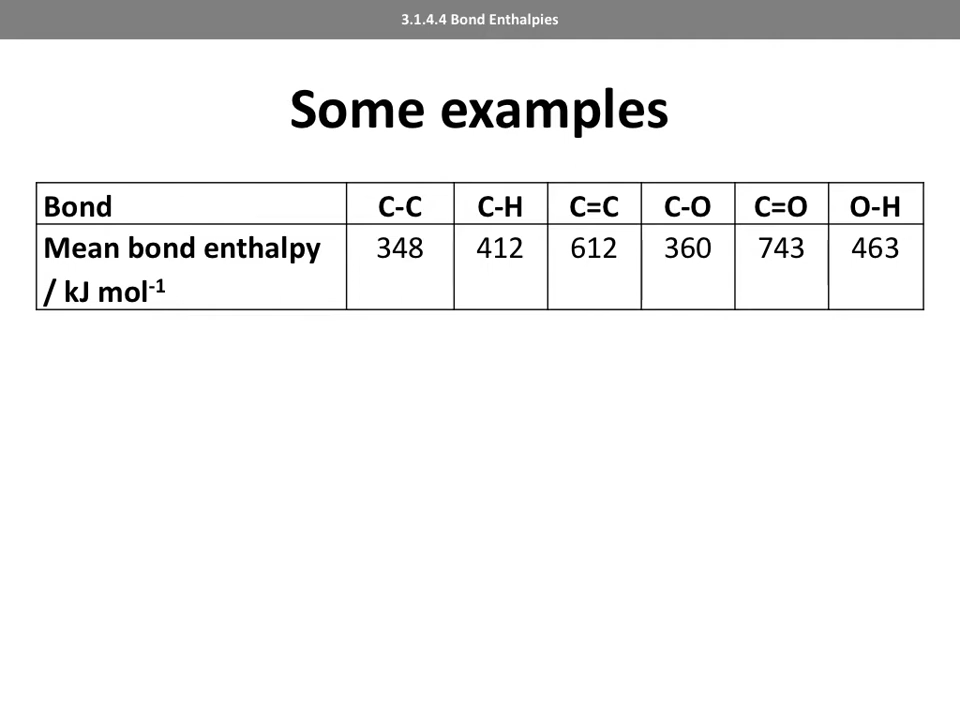 3.1.4.4 Bond Enthalpies
Some examples
Bond C-C C-H C=C C-O C=O O-H
Mean bond enthalpy 348 412 612 360 743 463
/ kJ mol-1